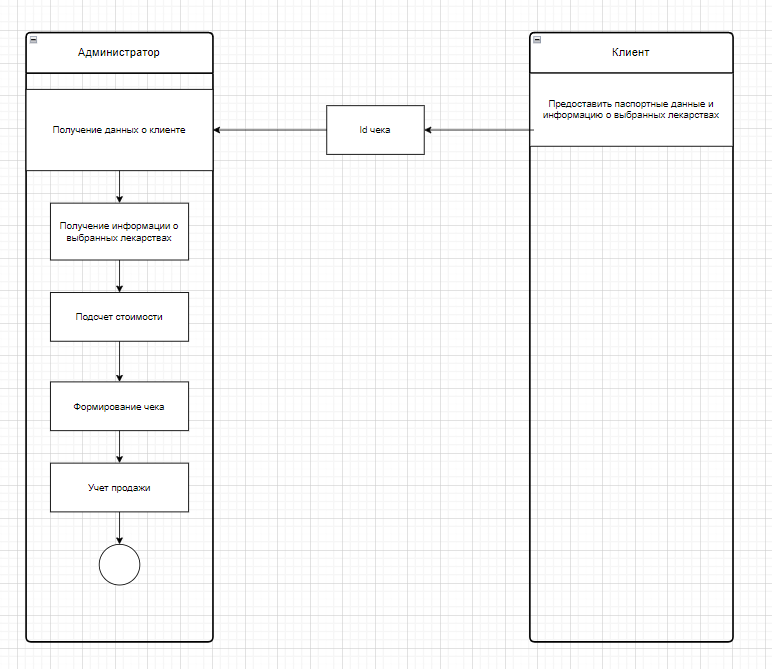 Администратор
Клиент
Получение данных о клиенте
Id чека
Предоставить паспортные данные и
информацию о выбранных лекарствах
Получение информации о
выбранных лекарствах
Подсчет стоимости
Формирование чека
Учет продажи